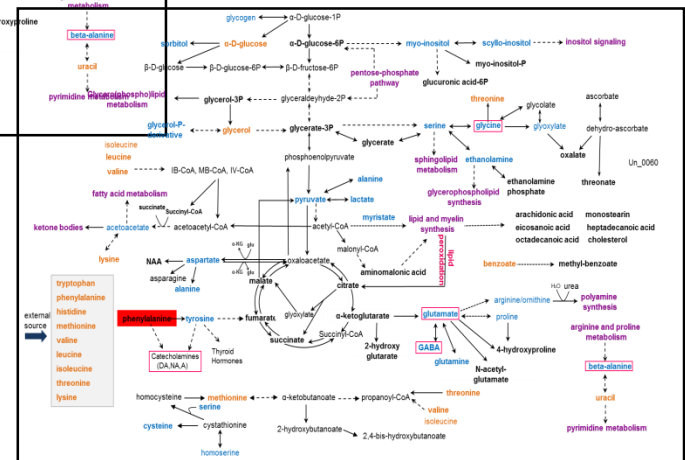 metabolism
oxyproline
beta-alanine
uracil
pyrimidine metabolism
glycogen
α-D-glucose-1P
sorbitol
α-D-glucose
α-D-glucose-6P
myo-inositol
scyllo-inositol
inositol signaling
β-D-glucose
β-D-glucose-6P
β-D-fructose-6P
myo-inositol-P
pentose-phosphate
pathway
glucuronic acid-6P
Glycero(phospho)lipid
metabolism
glycerol-3P
glyceraldeyhyde-2P
threonine
glycolate
ascorbate
glycerol-P-
derivative
glycerol
glycerate-3P
glycerate
serine
glycine
glyoxylate
dehydro-ascorbate
isoleucine
leucine
valine
IB-CoA, MB-CoA, IV-CoA
phosphoenolpyruvate
sphingolipid
metabolism
ethanolamine
oxalate
Un_0060
ethanolamine
phosphate
threonate
glycerophospholipid
synthesis
fatty acid metabolism
succinate
Succinyl-CoA
alanine
pyruvate
lactate
ketone bodies
acetoacetate
acetoacetyl-CoA
acetyl-CoA
myristate
lipid and myelin
synthesis
arachidonic acid
eicosanoic acid
octadecanoic acid
monostearin
heptadecanoic acid
cholesterol
lysine
malonyl-CoA
lipid
peroxidation
NAA
aspartate
α-KG glu
α-KG glu
oxaloacetate
aminomalonic acid
benzoate
methyl-benzoate
asparagine
alanine
malate
citrate
tryptophan
phenylalanine
histidine
methionine
valine
leucine
isoleucine
threonine
lysine
external
source
phenylalanine
tyrosine
fumarate
glyoxylate
α-ketoglutarate
glutamate
arginine/ornithine
H₂O urea
polyamine
synthesis
proline
arginine and proline
metabolism
Catecholamines
(DA,NA,A)
Thyroid
Hormones
succinate
Succinyl-CoA
2-hydroxy
glutarate
GABA
glutamine
4-hydroxyproline
N-acetyl-
glutamate
beta-alanine
uracil
pyrimidine metabolism
homocysteine
methionine
α-ketobutanoate
propanoyl-CoA
threonine
valine
isoleucine
serine
cysteine
cystathionine
2-hydroxybutanoate
2,4-bis-hydroxybutanoate
homoserine